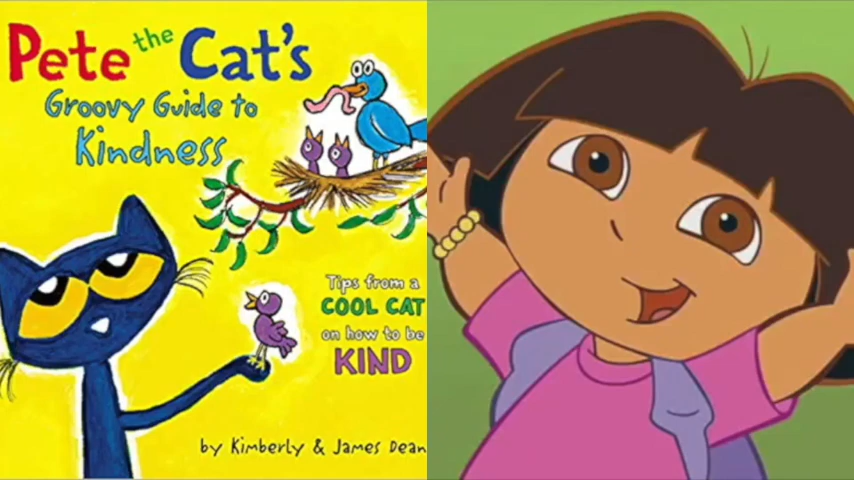 Pete the Cat's
Groovy Guide to
Kindness
Tips from a
COOL CAT
on how to be
KIND
by Kimberly & James Dean